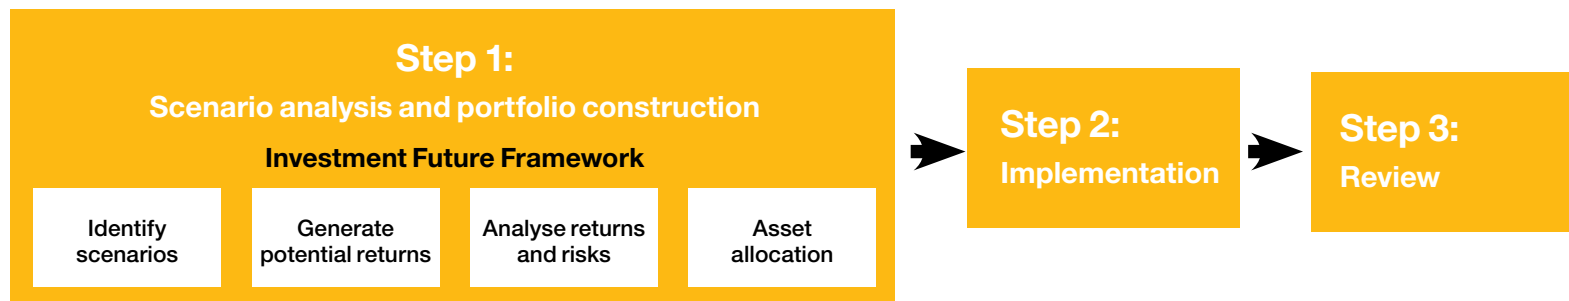 Step 1:
Scenario analysis and portfolio construction
Investment Future Framework
Identify
scenarios
Generate
potential returns
Analyse returns
and risks
Asset
allocation
Step 2:
Implementation
Step 3:
Review